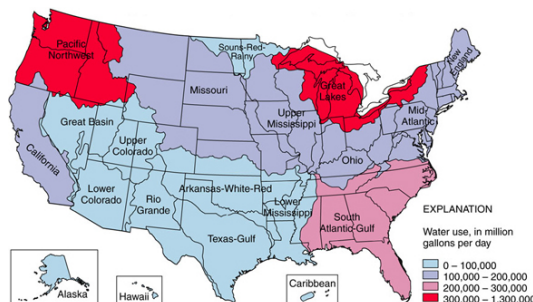 Pacific
Northwest
Souris-Red-
Rainy
New
England
Missouri
Great
Lakes
Upper
Mississippi
Mid-
Atlantic
Great Basin
Upper
Colorado
California
Ohio
Lower
Colorado
Rio
Grande
Arkansas-White-Red
Lower
Mississippi
South
Atlantic-Gulf
Texas-Gulf
Alaska
Hawaii
Caribbean
EXPLANATION
Water use, in million
gallons per day
0 – 100,000
100,000 – 200,000
200,000 – 300,000
300,000 – 1,300,000